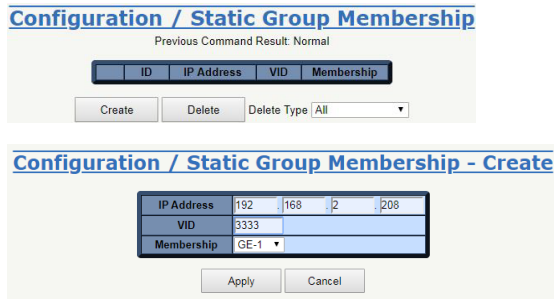 Configuration / Static Group Membership
Previous Command Result: Normal
ID IP Address VID Membership
Create Delete Delete Type All
Configuration / Static Group Membership - Create
IP Address 192 . 168 . 2 . 208
VID 3333
Membership GE-1
Apply Cancel